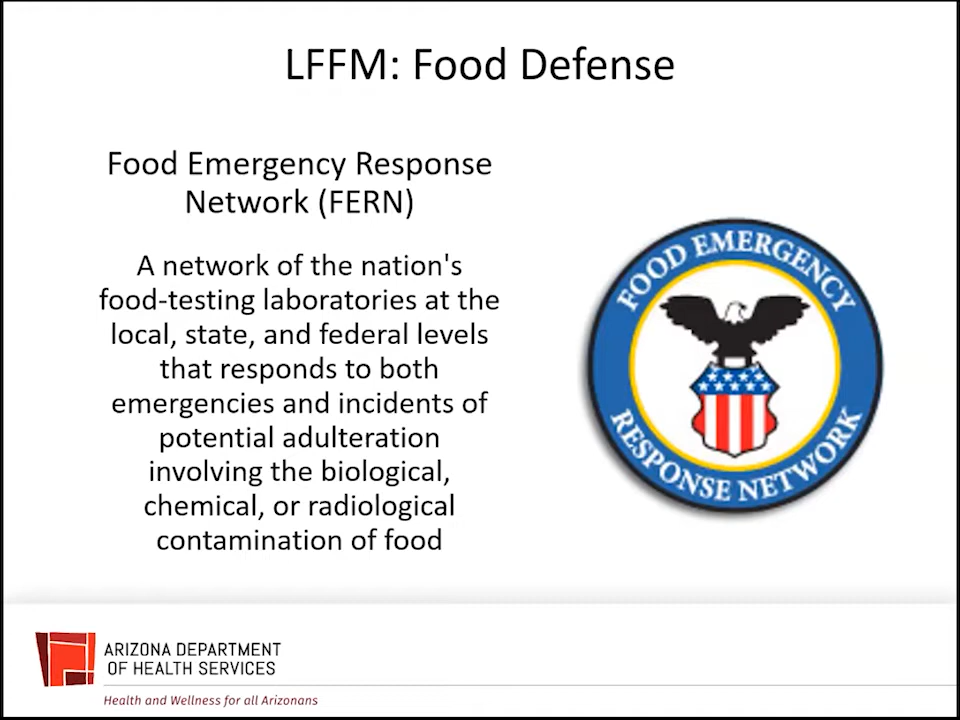 LFFM: Food Defense
Food Emergency Response
Network (FERN)
A network of the nation's
food-testing laboratories at the
local, state, and federal levels
that responds to both
emergencies and incidents of
potential adulteration
involving the biological,
chemical, or radiological
contamination of food
FOOD EMERGENCY
RESPONSE NETWORK
ARIZONA DEPARTMENT
OF HEALTH SERVICES
Health and Wellness for all Arizonans